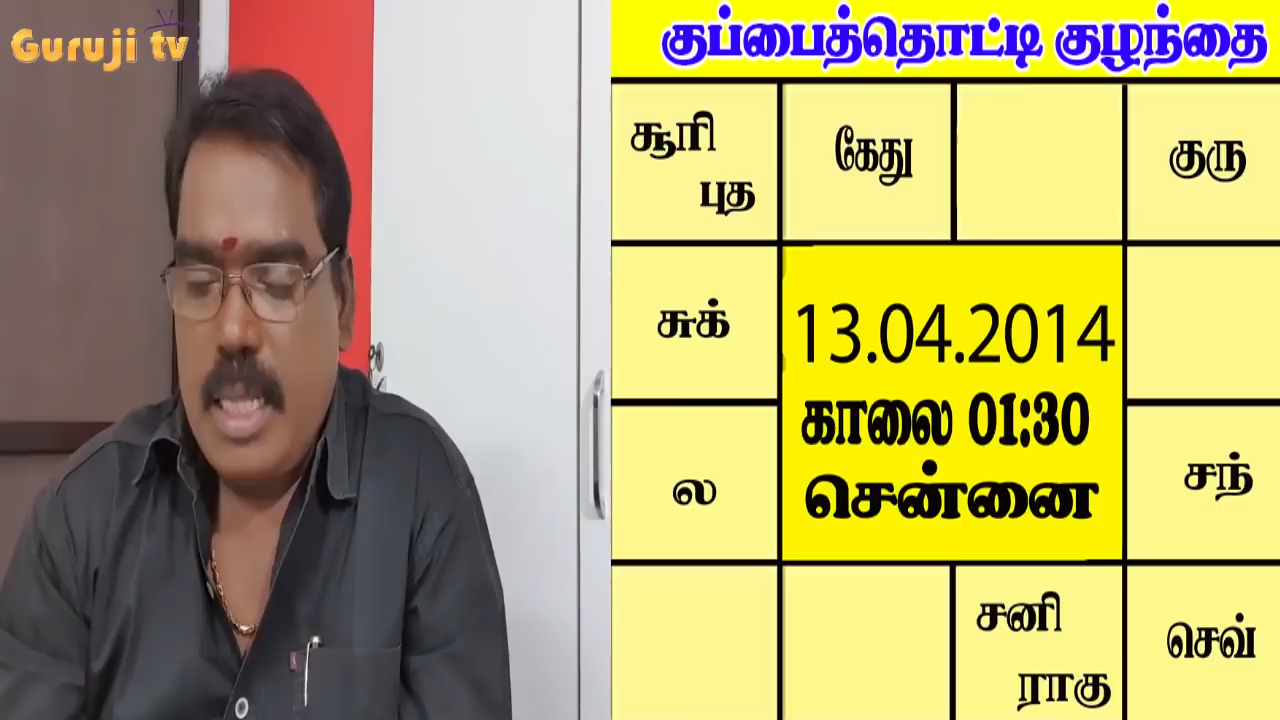 Guruji tv
குப்பைத்தொட்டி குழந்தை
சூரி
புத
கேது
குரு
சுக்
13.04.2014
காலை 01:30
சென்னை
ல
சந்
சனி
ராகு
செவ்